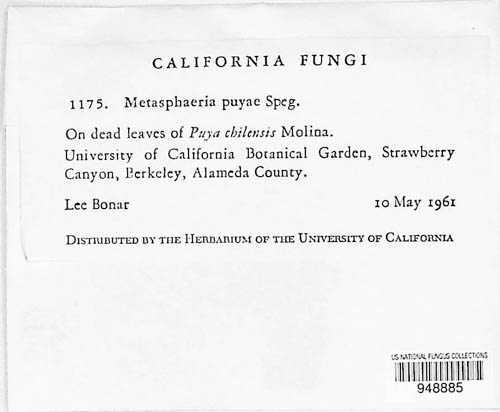 CALIFORNIA FUNGI
1175. Metasphaeria puyae Speg.
On dead leaves of Puya chilensis Molina.
University of California Botanical Garden, Strawberry
Canyon, Berkeley, Alameda County.
Lee Bonar 10 May 1961
DISTRIBUTED BY THE HERBARIUM OF THE UNIVERSITY OF CALIFORNIA
US NATIONAL FUNGUS COLLECTIONS
948885